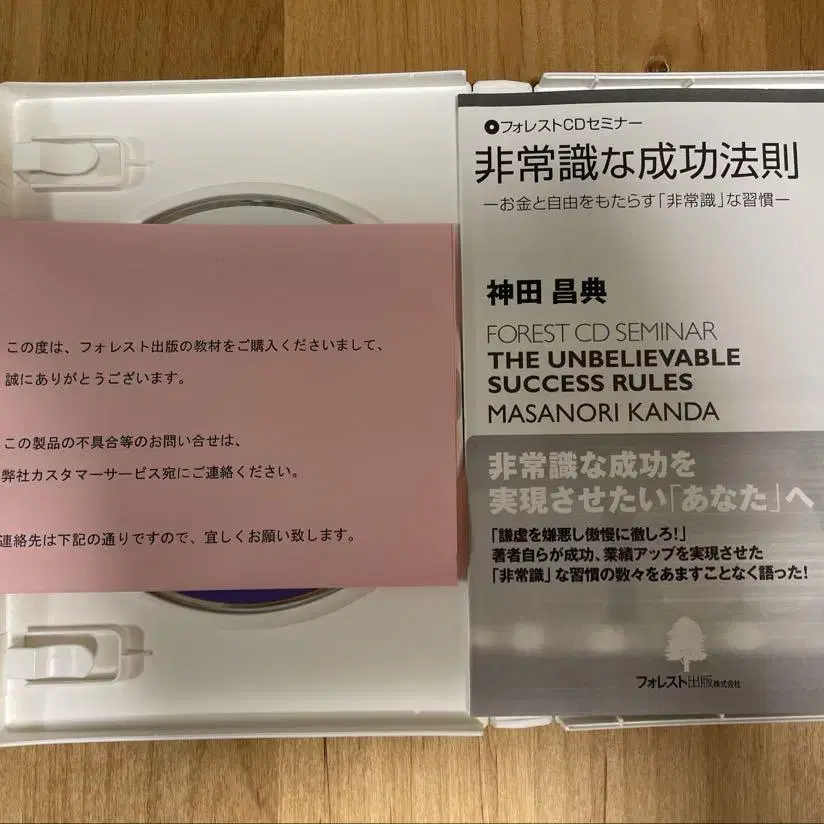 この度は、フォレスト出版の教材をご購入くださいまして、
誠にありがとうございます。
この製品の不具合等のお問い合せは、
弊社カスタマーサービス宛にご連絡ください。
連絡先は下記の通りですので、宜しくお願い致します。
フォレストCDセミナー
非常識な成功法則
―お金と自由をもたらす「非常識」な習慣―
神田 昌典
FOREST CD SEMINAR
THE UNBELIEVABLE
SUCCESS RULES
MASANORI KANDA
非常識な成功を
実現させたい「あなた」へ
「謙虚を嫌悪し傲慢に徹しろ!」
著者自らが成功、業績アップを実現させた
「非常識」な習慣の数々をあますことなく語った!
フォレスト出版株式会社